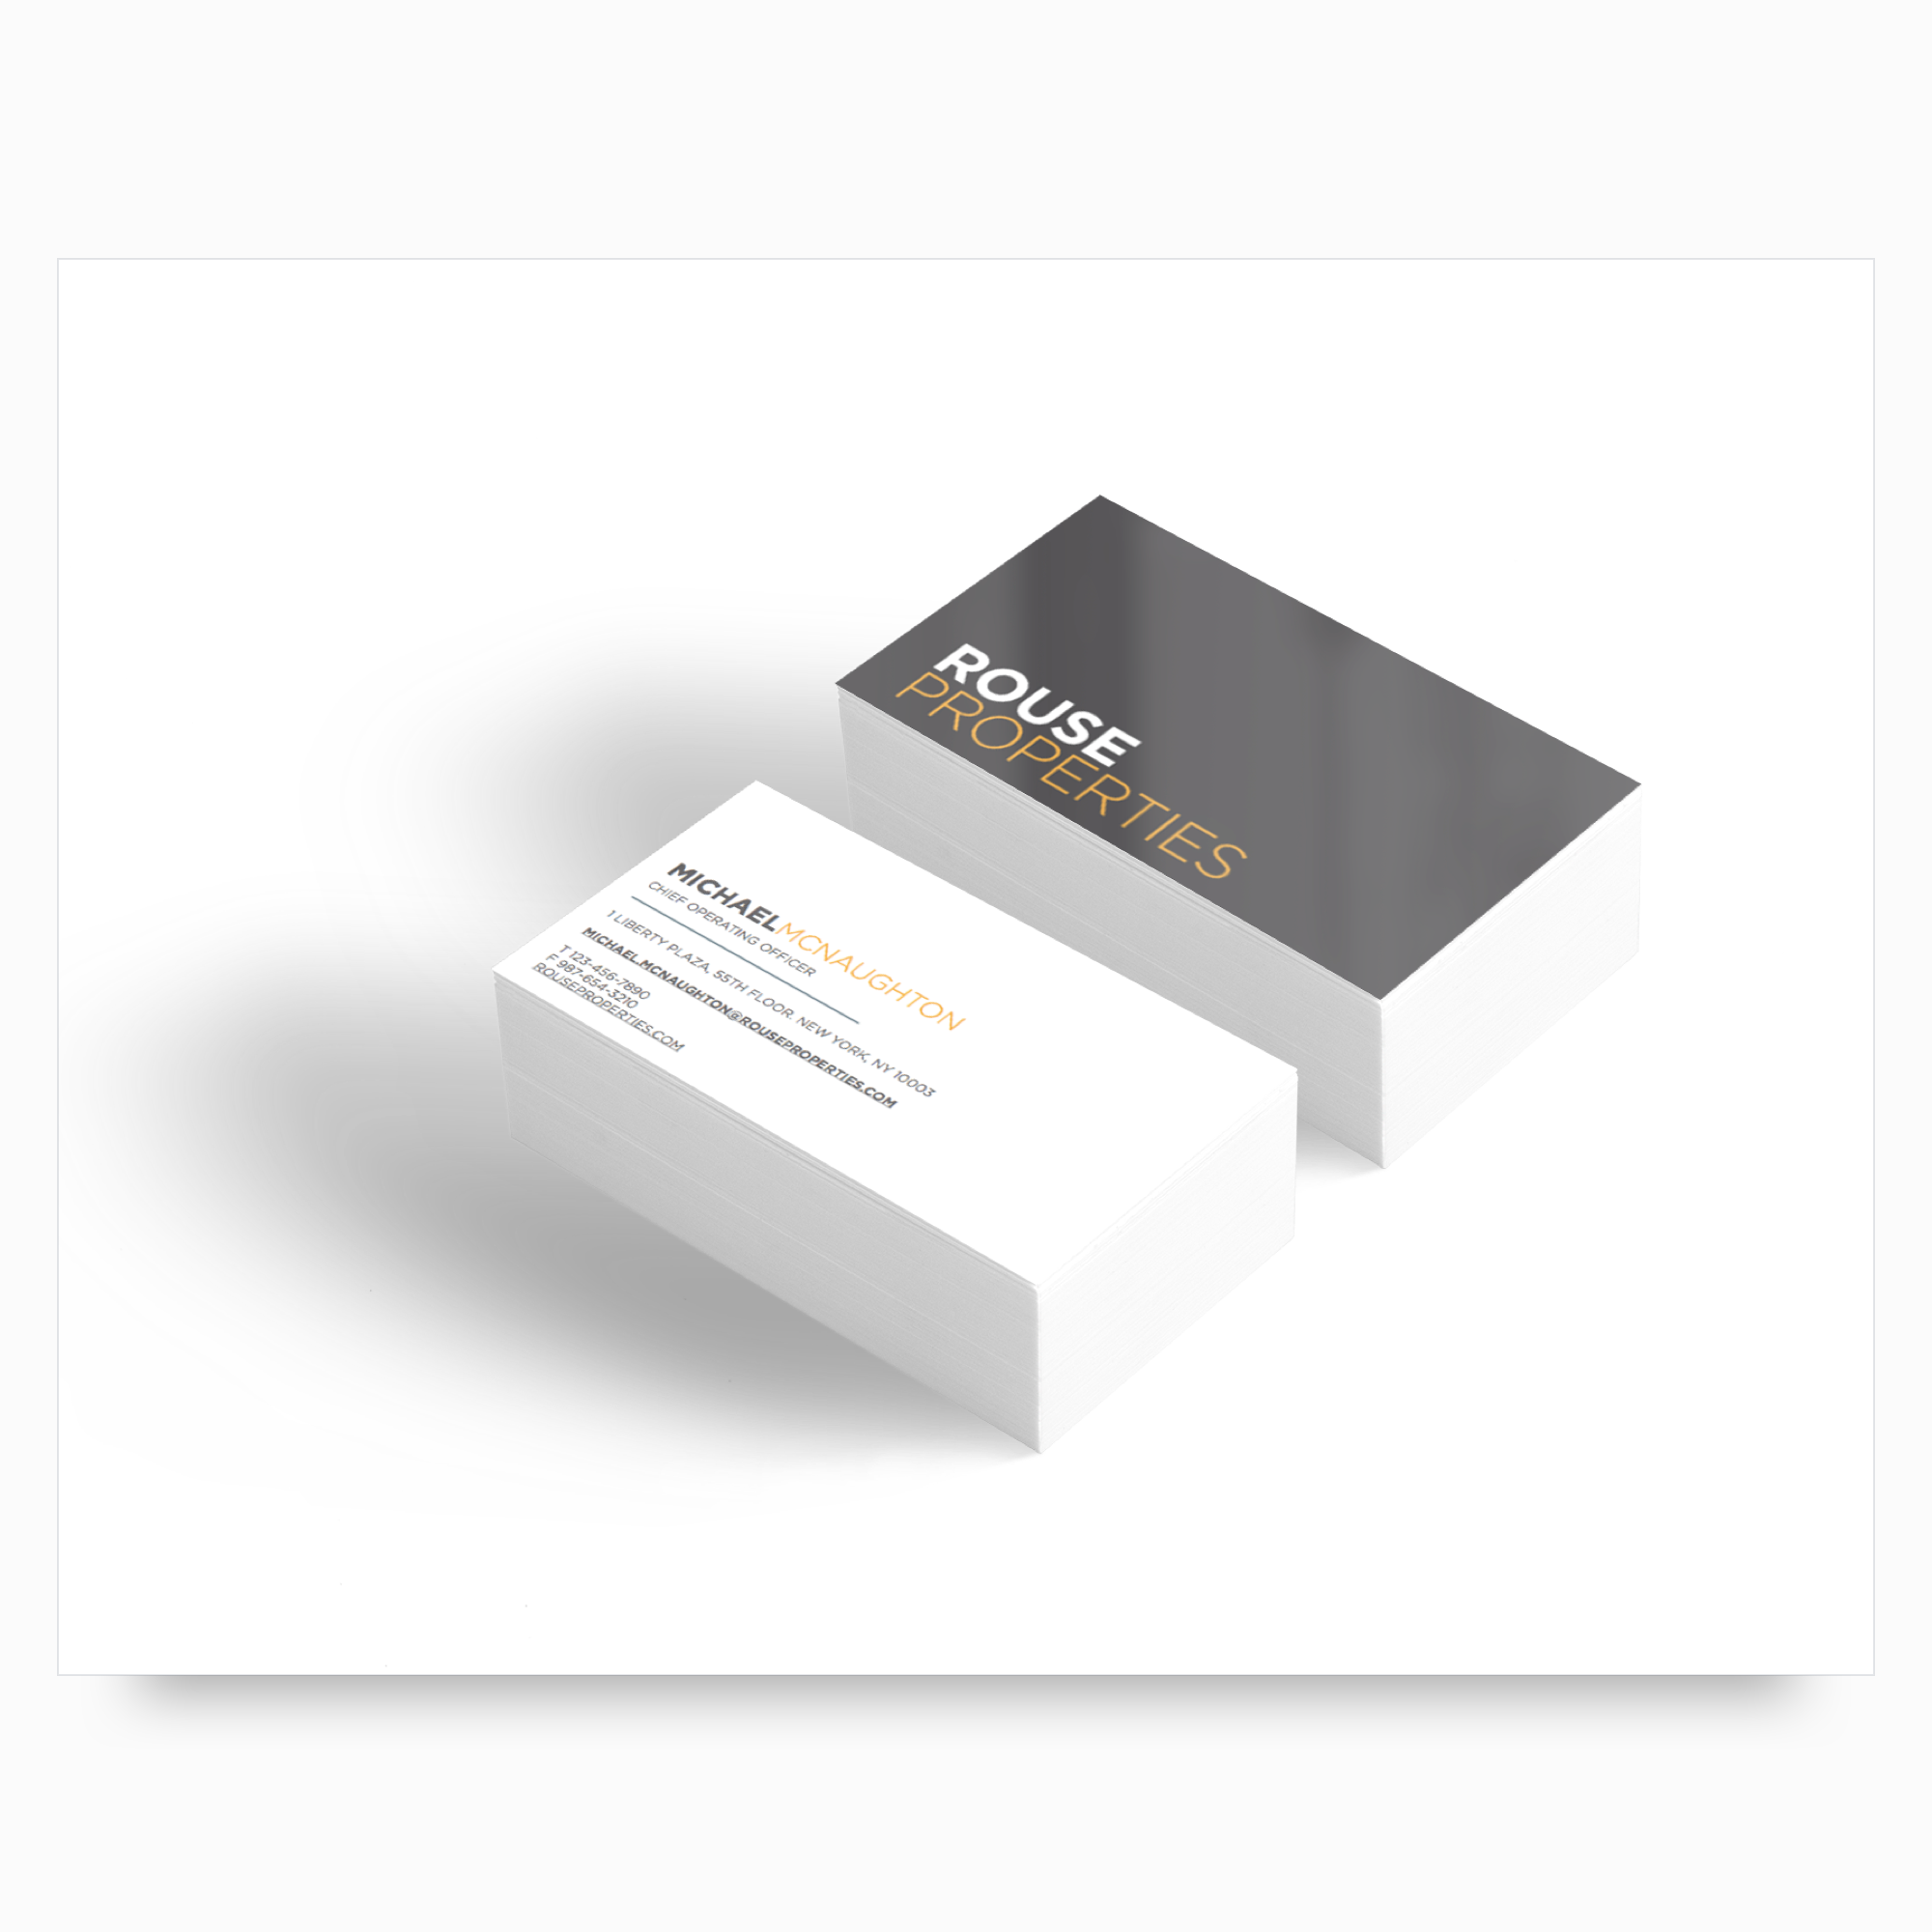 ROUSE
PROPERTIES
MICHAELMCNAUGHTON
CHIEF OPERATING OFFICER
1 LIBERTY PLAZA, 55TH FLOOR. NEW YORK, NY 10003
MICHAEL.MCNAUGHTON@ROUSEPROPERTIES.COM
T 123-456-7890
F 987-654-3210
ROUSEPROPERTIES.COM